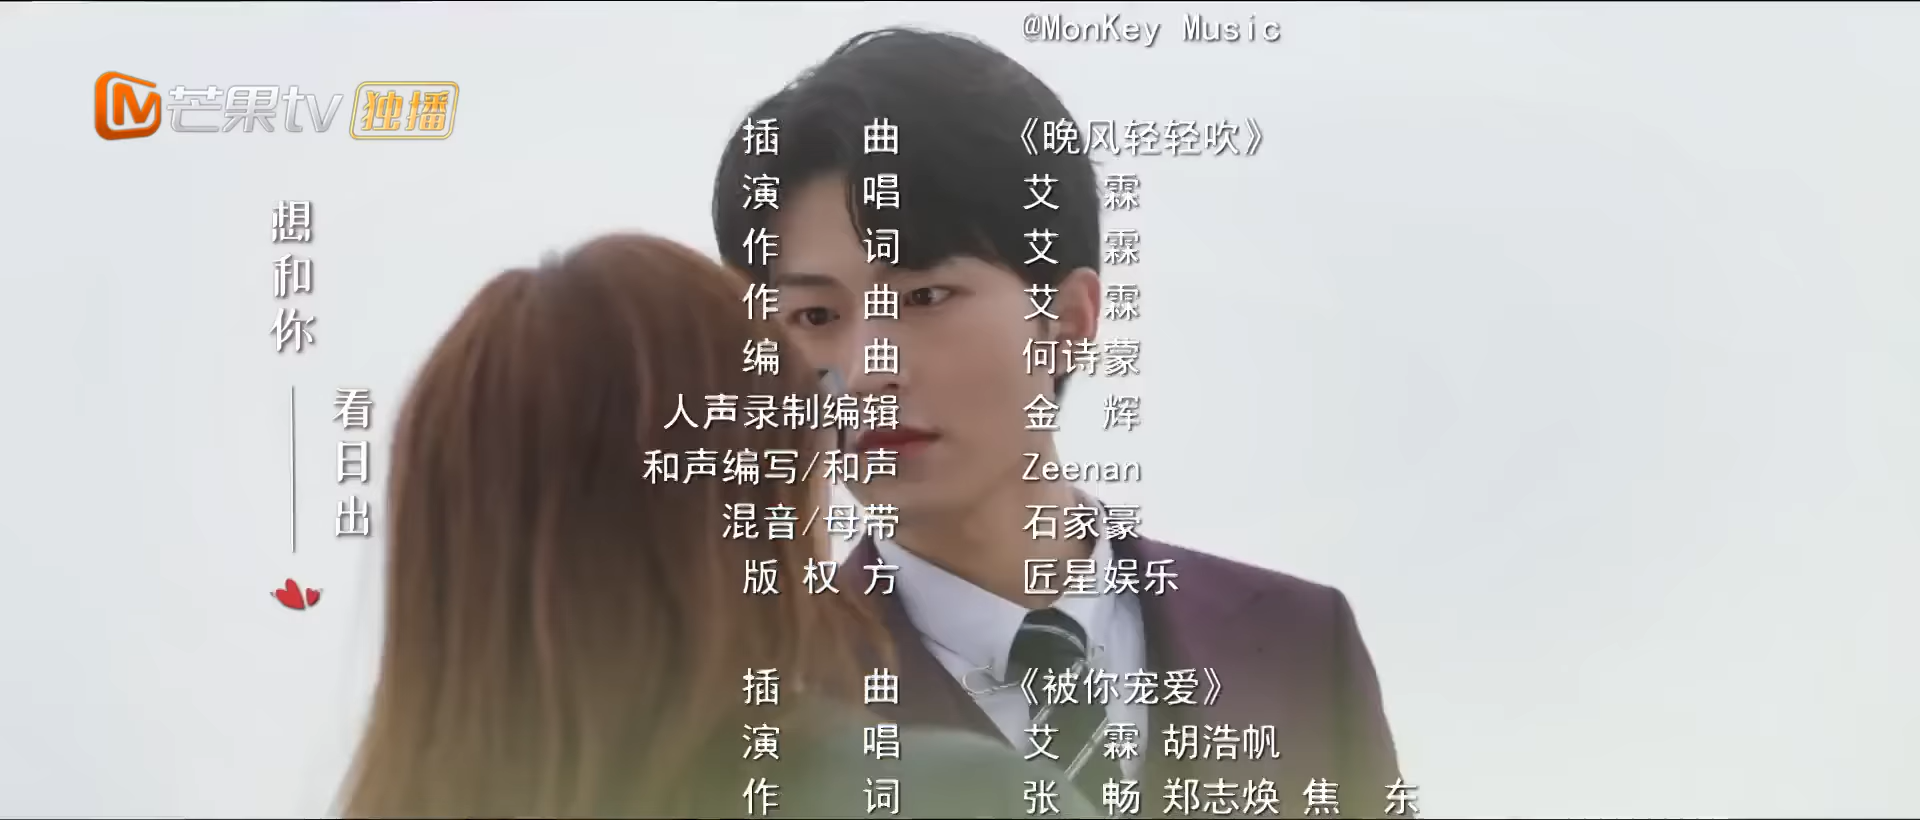 @MonKey Music
芒果tv 独播
想和你
看日出
插 曲 《晚风轻轻吹》
演 唱 艾 霖
作 词 艾 霖
作 曲 艾 霖
编 曲 何诗蒙
人声录制编辑 金 辉
和声编写/和声 Zeenan
混音/母带 石家豪
版 权 方 匠星娱乐
插 曲 《被你宠爱》
演 唱 艾 霖 胡浩帆
作 词 张 畅 郑志焕 焦 东